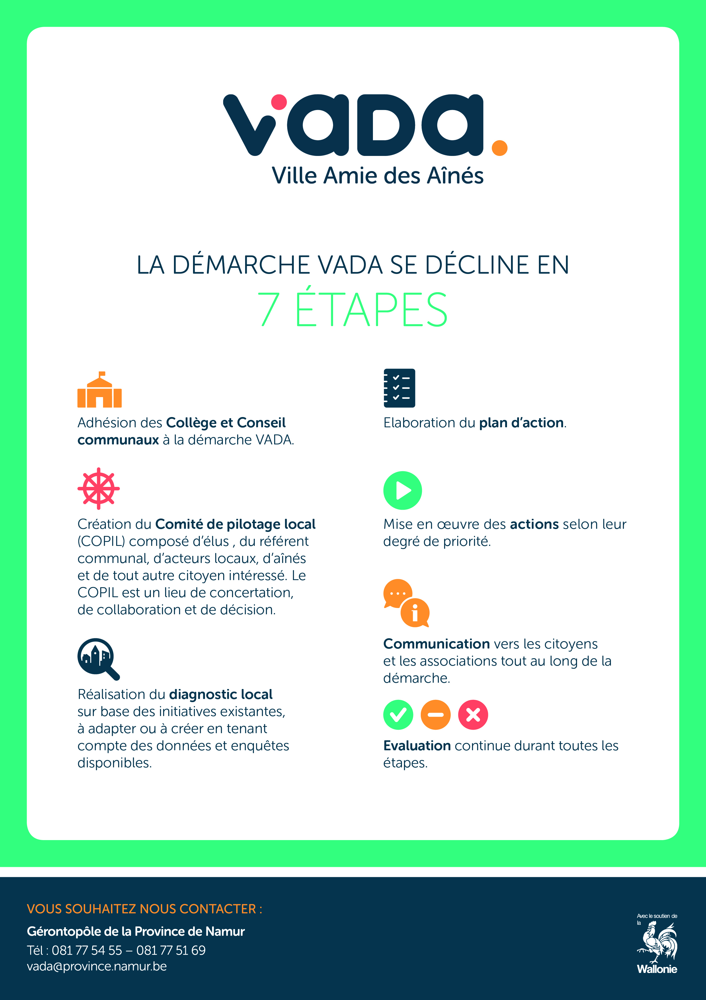 vaDa.
Ville Amie des Aînés
LA DÉMARCHE VADA SE DÉCLINE EN
7 ÉTAPES
Adhésion des Collège et Conseil
communaux à la démarche VADA.
Création du Comité de pilotage local
(COPIL) composé d’élus , du référent
communal, d’acteurs locaux, d’aînés
et de tout autre citoyen intéressé. Le
COPIL est un lieu de concertation,
de collaboration et de décision.
Réalisation du diagnostic local
sur base des initiatives existantes,
à adapter ou à créer en tenant
compte des données et enquêtes
disponibles.
Elaboration du plan d’action.
Mise en œuvre des actions selon leur
degré de priorité.
Communication vers les citoyens
et les associations tout au long de la
démarche.
Evaluation continue durant toutes les
étapes.
VOUS SOUHAITEZ NOUS CONTACTER :
Gérontopôle de la Province de Namur
Tél : 081 77 54 55 – 081 77 51 69
vada@province.namur.be
Avec le soutien de
la
Wallonie